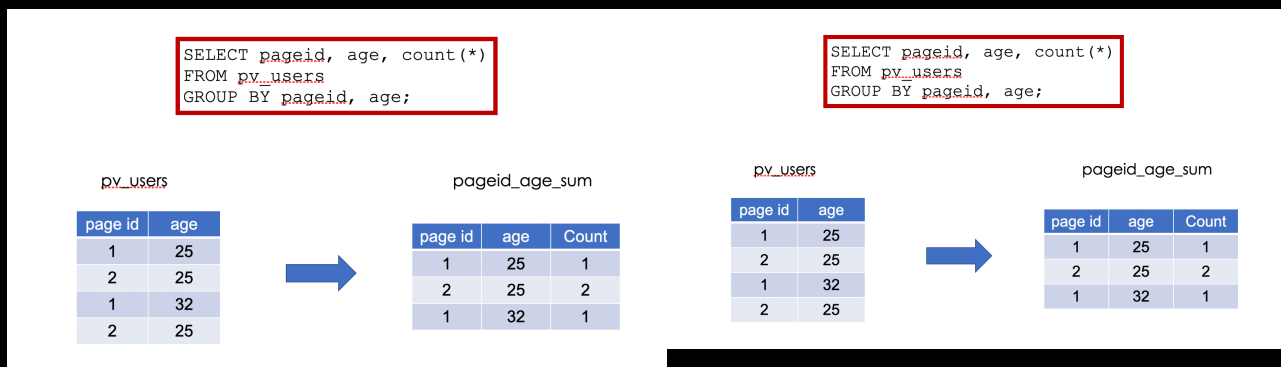 SELECT pageid, age, count(*)
FROM pv_users
GROUP BY pageid, age;
pv_users
page id age
1 25
2 25
1 32
2 25
pageid_age_sum
page id age Count
1 25 1
2 25 2
1 32 1
SELECT pageid, age, count(*)
FROM pv_users
GROUP BY pageid, age;
pv_users
page id age
1 25
2 25
1 32
2 25
pageid_age_sum
page id age Count
1 25 1
2 25 2
1 32 1